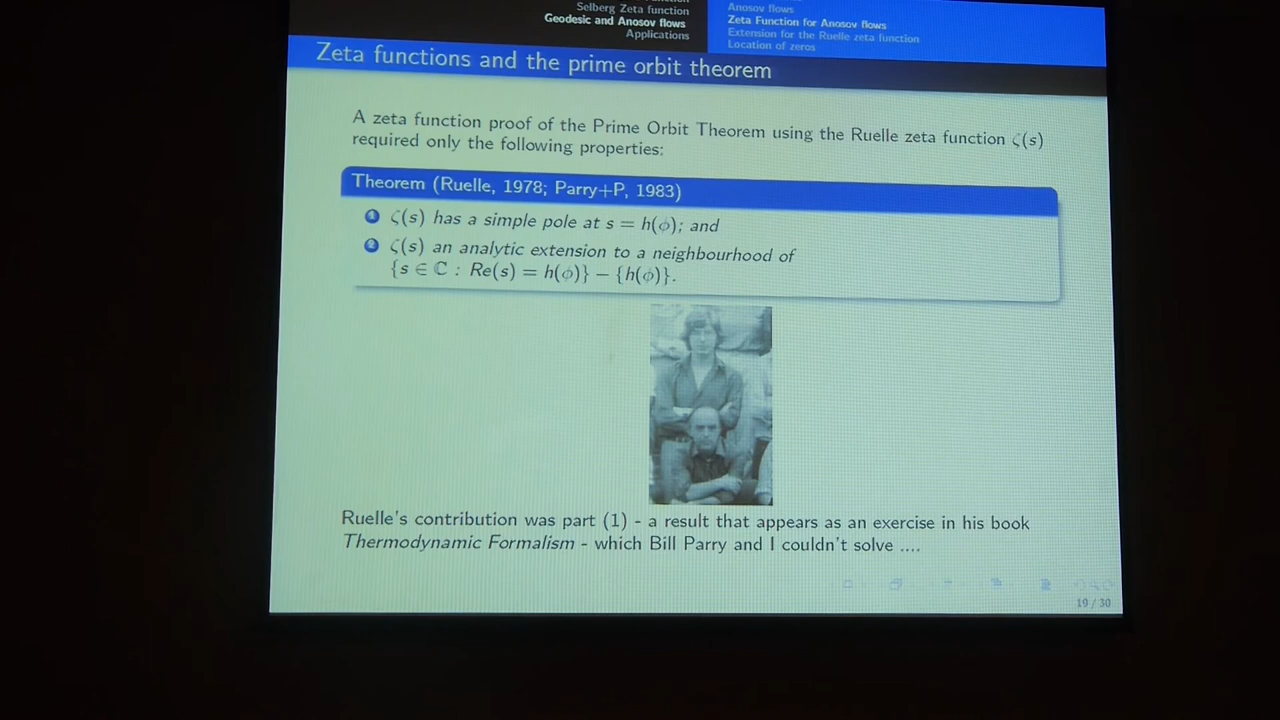 Selberg Zeta function
Geodesic and Anosov flows
Applications
Anosov flows
Zeta Function for Anosov flows
Extension for the Ruelle zeta function
Location of zeros
Zeta functions and the prime orbit theorem
A zeta function proof of the Prime Orbit Theorem using the Ruelle zeta function ζ(s)
required only the following properties:
Theorem (Ruelle, 1978; Parry+P, 1983)
1 ζ(s) has a simple pole at s = h(ϕ); and
2 ζ(s) an analytic extension to a neighbourhood of
{s ∈ ℂ : Re(s) = h(ϕ)} − {h(ϕ)}.
Ruelle's contribution was part (1) - a result that appears as an exercise in his book
Thermodynamic Formalism - which Bill Parry and I couldn't solve ....
19 / 30